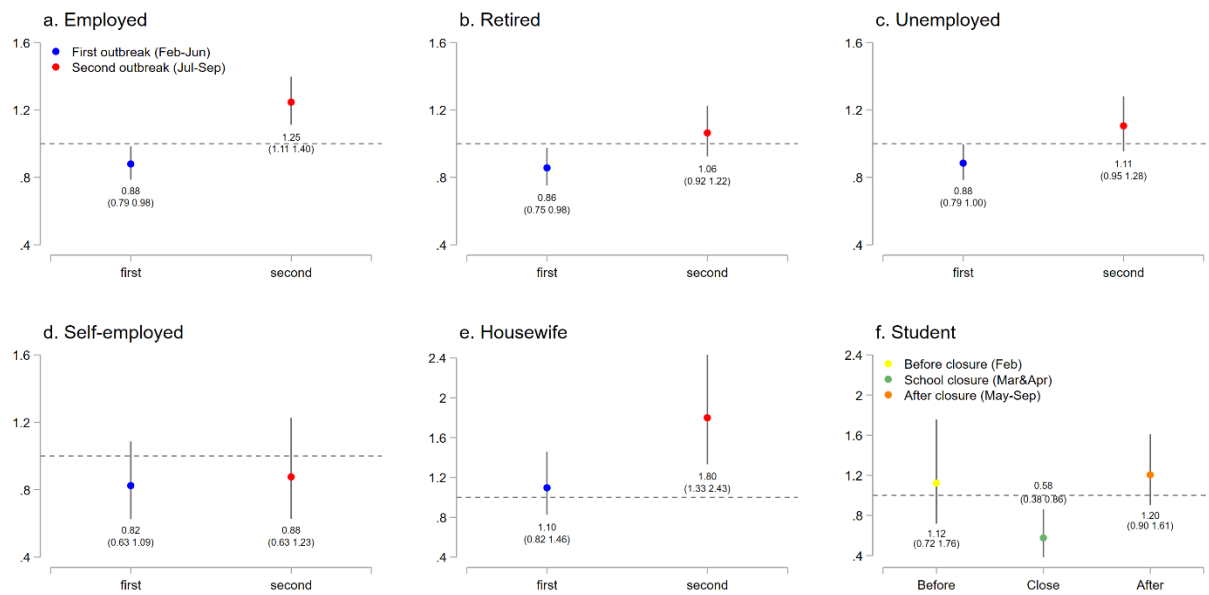 a. Employed
1.6
1.2
.8
.4
First outbreak (Feb-Jun)
Second outbreak (Jul-Sep)
0.88
(0.79 0.98)
1.25
(1.11 1.40)
first
second
b. Retired
1.6
1.2
.8
.4
0.86
(0.75 0.98)
1.06
(0.92 1.22)
first
second
c. Unemployed
1.6
1.2
.8
.4
0.88
(0.79 1.00)
1.11
(0.95 1.28)
first
second
d. Self-employed
1.6
1.2
.8
.4
0.82
(0.63 1.09)
0.88
(0.63 1.23)
first
second
e. Housewife
2.4
2
1.6
1.2
.8
.4
1.10
(0.82 1.46)
1.80
(1.33 2.43)
first
second
f. Student
2.4
2
1.6
1.2
.8
.4
Before closure (Feb)
School closure (Mar&Apr)
After closure (May-Sep)
1.12
(0.72 1.76)
0.58
(0.38 0.86)
1.20
(0.90 1.61)
Before
Close
After